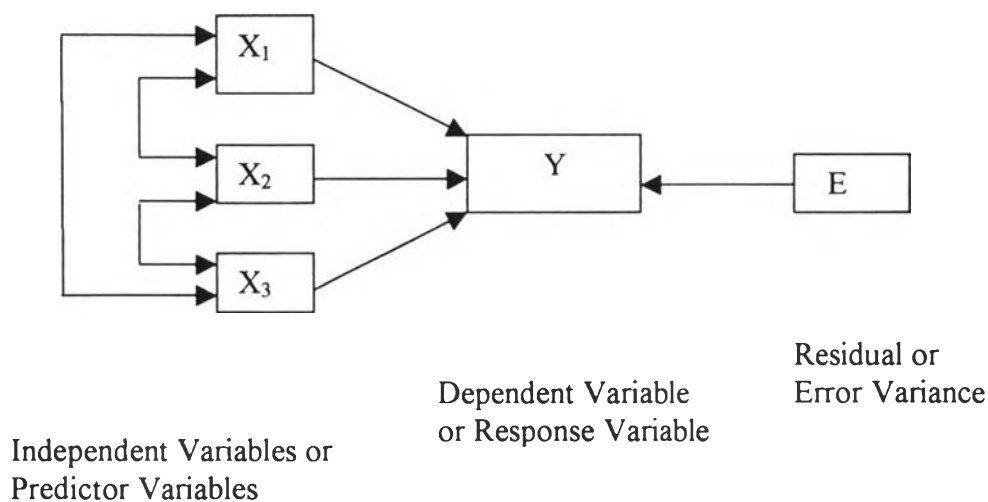 X₁
X₂
X₃
Y
E
Residual or
Error Variance
Dependent Variable
or Response Variable
Independent Variables or
Predictor Variables